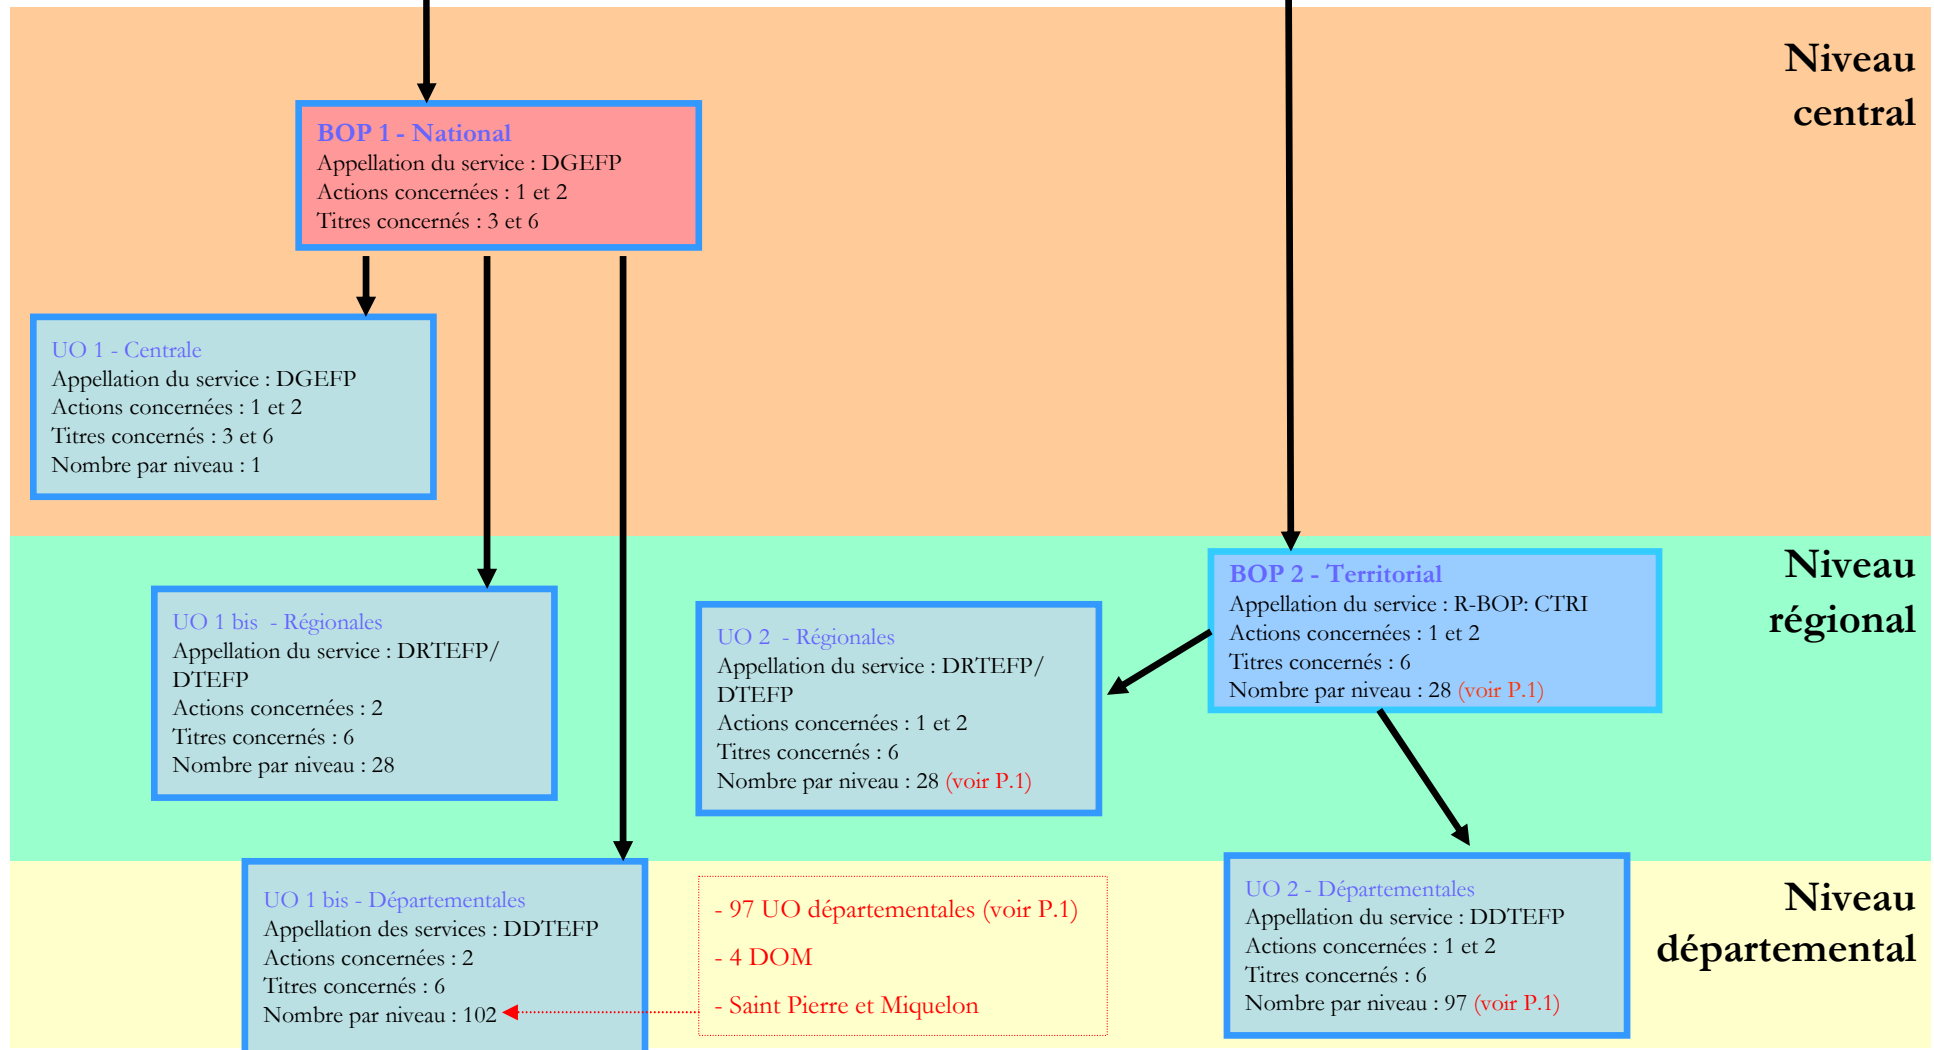 Niveau
central
BOP 1 - National
Appellation du service : DGEFP
Actions concernées : 1 et 2
Titres concernés : 3 et 6
UO 1 - Centrale
Appellation du service : DGEFP
Actions concernées : 1 et 2
Titres concernés : 3 et 6
Nombre par niveau : 1
Niveau
régional
BOP 2 - Territorial
Appellation du service : R-BOP: CTRI
Actions concernées : 1 et 2
Titres concernés : 6
Nombre par niveau : 28 (voir P.1)
UO 1 bis - Régionales
Appellation du service : DRTEFP/
DTEFP
Actions concernées : 2
Titres concernés : 6
Nombre par niveau : 28
UO 2 - Régionales
Appellation du service : DRTEFP/
DTEFP
Actions concernées : 1 et 2
Titres concernés : 6
Nombre par niveau : 28 (voir P.1)
Niveau
départemental
UO 1 bis - Départementales
Appellation des services : DDTEFP
Actions concernées : 2
Titres concernés : 6
Nombre par niveau : 102
- 97 UO départementales (voir P.1)
- 4 DOM
- Saint Pierre et Miquelon
UO 2 - Départementales
Appellation du service : DDTEFP
Actions concernées : 1 et 2
Titres concernés : 6
Nombre par niveau : 97 (voir P.1)